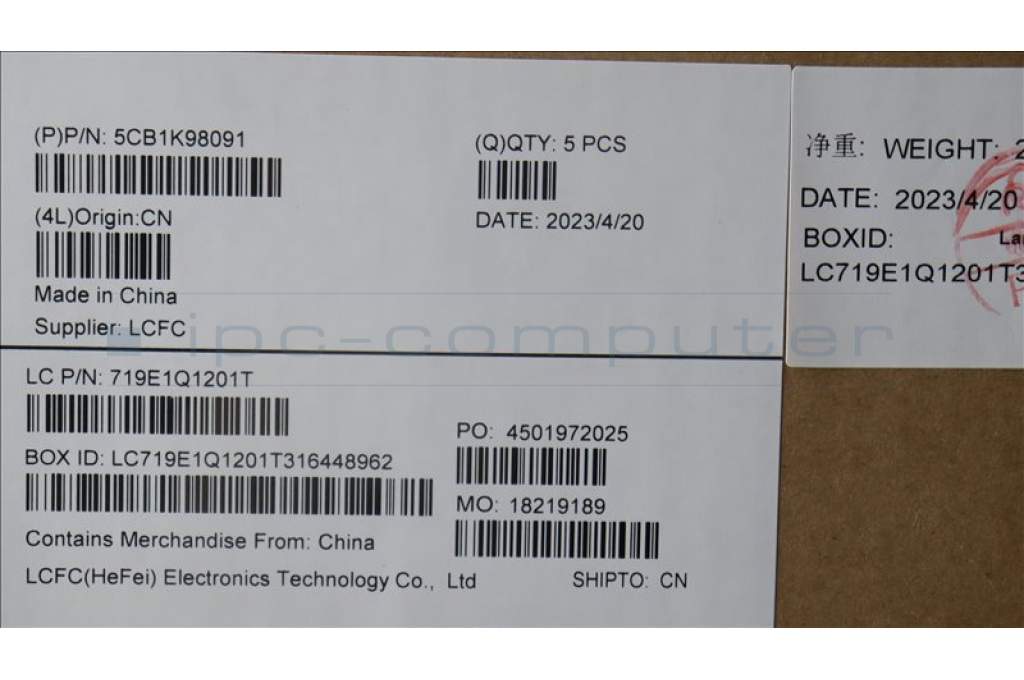 (P)P/N: 5CB1K98091
(Q)QTY: 5 PCS
(4L)Origin:CN
DATE: 2023/4/20
Made in China
Supplier: LCFC
LC P/N: 719E1Q1201T
PO: 4501972025
BOX ID: LC719E1Q1201T316448962
MO: 18219189
Contains Merchandise From: China
LCFC(HeFei) Electronics Technology Co., Ltd
SHIPTO: CN
净重: WEIGHT:
DATE: 2023/4/20
BOXID:
LC719E1Q1201T3
ipc-computer